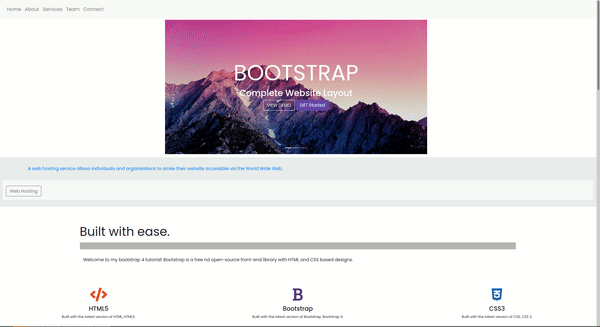 Home About Services Team Connect
BOOTSTRAP
Complete Website Layout
VIEW DEMO GET Started
A web hosting service allows individuals and organizations to amke their website accessible via the World Wide Web.
Web Hosting
Built with ease.
Welcome to my bootstrap 4 tutorial! Bootstrap is a free nd open-source front-end library with HTML and CSS based designs.
HTML5 Bootstrap CSS3
Built with the latest version of HTML, HTML5. Built with the latest version of Bootstrap, Bootstrap 4. Built with the latest version of CSS, CSS 3.